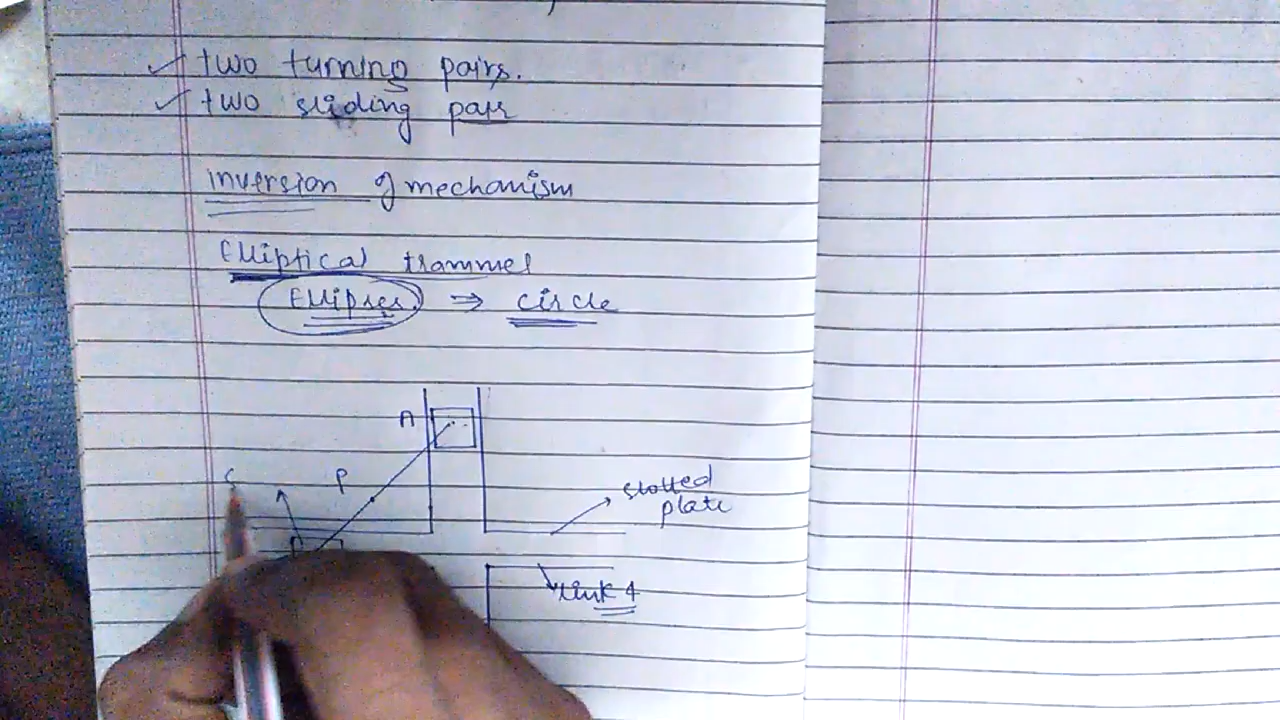 two turning pairs.
two sliding pair
inversion of mechanism
Elliptical trammel
Ellipses. ⇒ circle
A
P
S
slotted
plate
Link 4